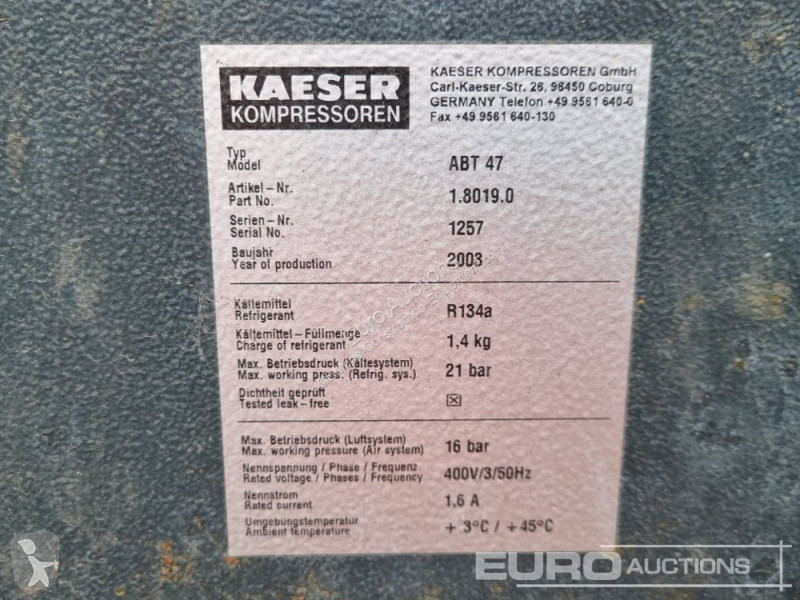 KAESER
KOMPRESSOREN
KAESER KOMPRESSOREN GmbH
Carl-Kaeser-Str. 26, 96450 Coburg
GERMANY Telefon +49 9561 640-0
Fax +49 9561 640-130
Typ
Model ABT 47
Artikel-Nr.
Part No. 1.8019.0
Serien-Nr.
Serial No. 1257
Baujahr
Year of production 2003
Kältemittel
Refrigerant R134a
Kältemittel-Füllmenge
Charge of refrigerant 1,4 kg
Max. Betriebsdruck (Kältesystem)
Max. working press. (Refrig. sys.) 21 bar
Dichtheit geprüft
Tested leak-free ☒
Max. Betriebsdruck (Luftsystem)
Max. working pressure (Air system) 16 bar
Nennspannung / Phase / Frequenz
Rated voltage / Phases / Frequency 400V/3/50Hz
Nennstrom
Rated current 1,6 A
Umgebungstemperatur
Ambient temperature + 3°C / +45°C
EURO AUCTIONS